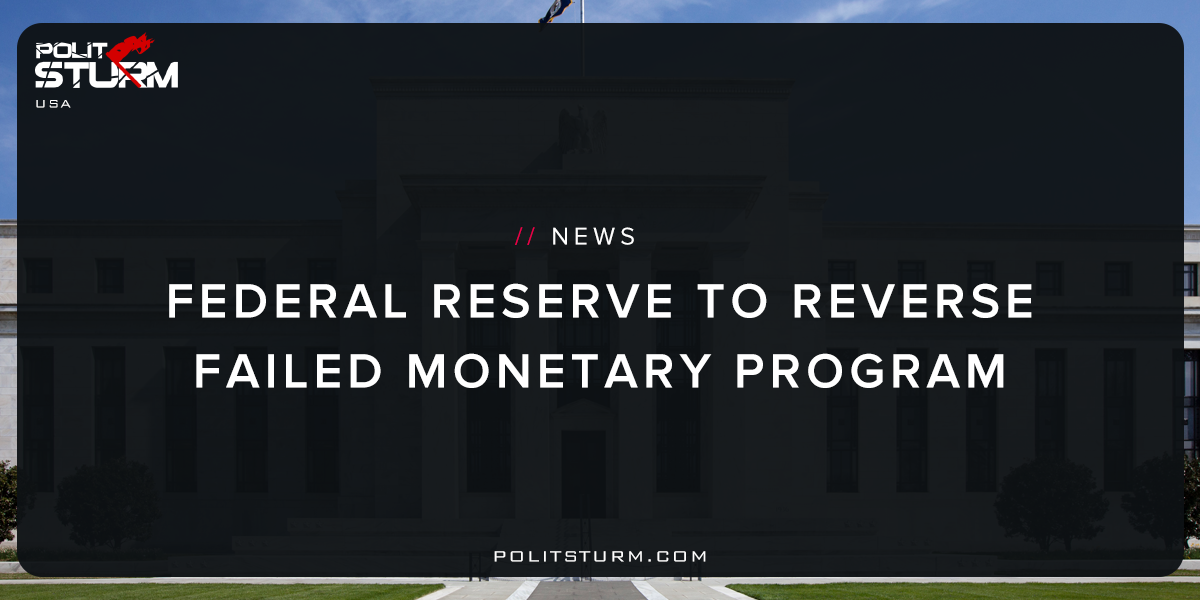 POLIT
STURM
USA
// NEWS
FEDERAL RESERVE TO REVERSE
FAILED MONETARY PROGRAM
POLITSTURM.COM